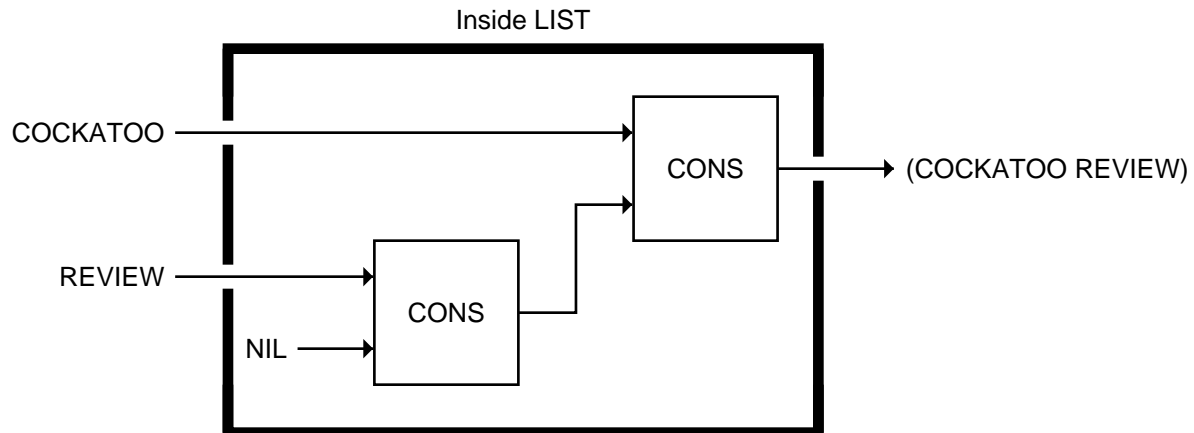 Inside LIST
COCKATOO
CONS
(COCKATOO REVIEW)
REVIEW
CONS
NIL